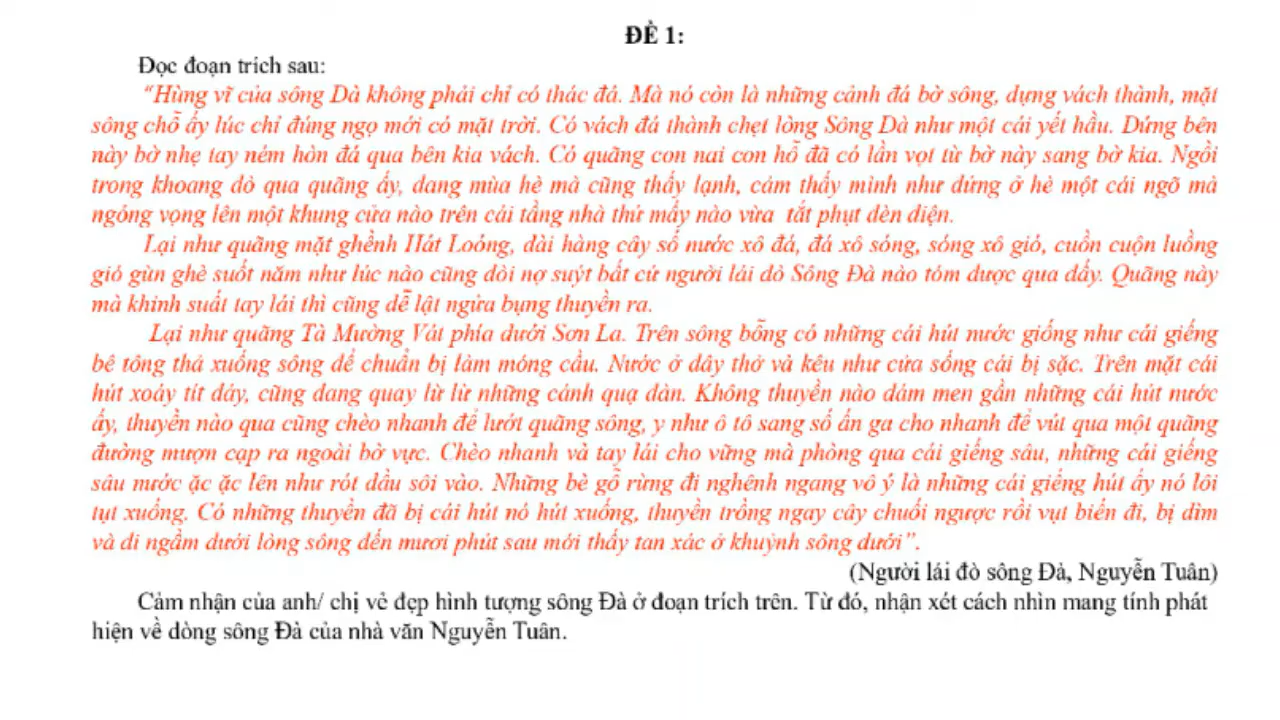 ĐỀ 1:
Đọc đoạn trích sau:
“Hùng vĩ của sông Đà không phải chỉ có thác đá. Mà nó còn là những cảnh đá bờ sông, dựng vách thành, mặt
sông chỗ ấy lúc chỉ đúng ngọ mới có mặt trời. Có vách đá thành chẹt lòng Sông Đà như một cái yết hầu. Đứng bên
này bờ nhẹ tay ném hòn đá qua bên kia vách. Có quãng con nai con hổ đã có lần vọt từ bờ này sang bờ kia. Ngồi
trong khoang đò qua quãng ấy, đang mùa hè mà cũng thấy lạnh, cảm thấy mình như đứng ở hè một cái ngõ mà
ngóng vọng lên một khung cửa nào trên cái tầng nhà thứ mấy nào vừa tắt phụt đèn điện.
Lại như quãng mặt ghềnh Hát Loóng, dài hàng cây số nước xô đá, đá xô sóng, sóng xô gió, cuồn cuộn luồng
gió gùn ghè suốt năm như lúc nào cũng đòi nợ suýt bất cứ người lái đò Sông Đà nào tóm được qua đấy. Quãng này
mà khinh suất tay lái thì cũng dễ lật ngửa bụng thuyền ra.
Lại như quãng Tà Mường Vát phía dưới Sơn La. Trên sông bỗng có những cái hút nước giống như cái giếng
bê tông thả xuống sông để chuẩn bị làm móng cầu. Nước ở đây thở và kêu như cửa sống cái bị sặc. Trên mặt cái
hút xoáy tít đáy, cũng đang quay lừ lừ những cánh quạ đàn. Không thuyền nào dám men gần những cái hút nước
ấy, thuyền nào qua cũng chèo nhanh để lướt quãng sông, y như ô tô sang số ấn ga cho nhanh để vút qua một quãng
đường mượn cạp ra ngoài bờ vực. Chèo nhanh và tay lái cho vững mà phóng qua cái giếng sâu, những cái giếng
sâu nước ặc ặc lên như rót dầu sôi vào. Những bè gỗ rừng đi nghênh ngang vô ý là những cái giếng hút ấy nó lôi
tụt xuống. Có những thuyền đã bị cái hút nó hút xuống, thuyền trồng ngay cây chuối ngược rồi vụt biến đi, bị dìm
và đi ngầm dưới lòng sông đến mươi phút sau mới thấy tan xác ở khuỷnh sông dưới”.
(Người lái đò sông Đà, Nguyễn Tuân)
Cảm nhận của anh/ chị vẻ đẹp hình tượng sông Đà ở đoạn trích trên. Từ đó, nhận xét cách nhìn mang tính phát
hiện về dòng sông Đà của nhà văn Nguyễn Tuân.